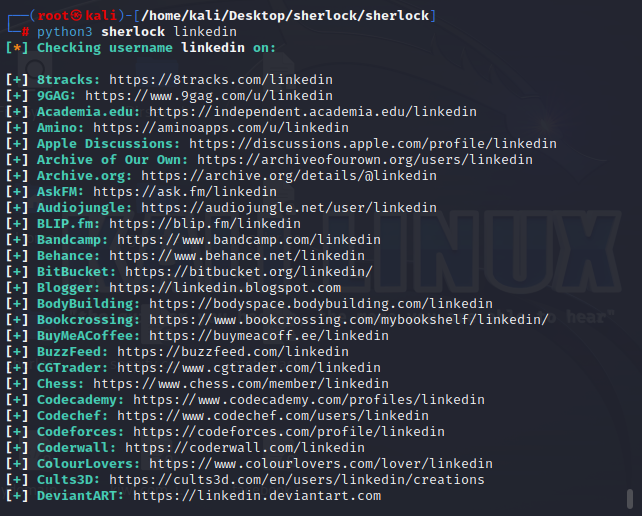 ┌──(root㉿kali)-[/home/kali/Desktop/sherlock/sherlock]
└─# python3 sherlock linkedin
[*] Checking username linkedin on:
[+] 8tracks: https://8tracks.com/linkedin
[+] 9GAG: https://www.9gag.com/u/linkedin
[+] Academia.edu: https://independent.academia.edu/linkedin
[+] Amino: https://aminoapps.com/u/linkedin
[+] Apple Discussions: https://discussions.apple.com/profile/linkedin
[+] Archive of Our Own: https://archiveofourown.org/users/linkedin
[+] Archive.org: https://archive.org/details/@linkedin
[+] AskFM: https://ask.fm/linkedin
[+] Audiojungle: https://audiojungle.net/user/linkedin
[+] BLIP.fm: https://blip.fm/linkedin
[+] Bandcamp: https://www.bandcamp.com/linkedin
[+] Behance: https://www.behance.net/linkedin
[+] BitBucket: https://bitbucket.org/linkedin/
[+] Blogger: https://linkedin.blogspot.com
[+] BodyBuilding: https://bodyspace.bodybuilding.com/linkedin
[+] Bookcrossing: https://www.bookcrossing.com/mybookshelf/linkedin/
[+] BuyMeACoffee: https://buymeacoff.ee/linkedin
[+] BuzzFeed: https://buzzfeed.com/linkedin
[+] CGTrader: https://www.cgtrader.com/linkedin
[+] Chess: https://www.chess.com/member/linkedin
[+] Codecademy: https://www.codecademy.com/profiles/linkedin
[+] Codechef: https://www.codechef.com/users/linkedin
[+] Codeforces: https://codeforces.com/profile/linkedin
[+] Coderwall: https://coderwall.com/linkedin
[+] ColourLovers: https://www.colourlovers.com/lover/linkedin
[+] Cults3D: https://cults3d.com/en/users/linkedin/creations
[+] DeviantART: https://linkedin.deviantart.com
LINUX
to hear"